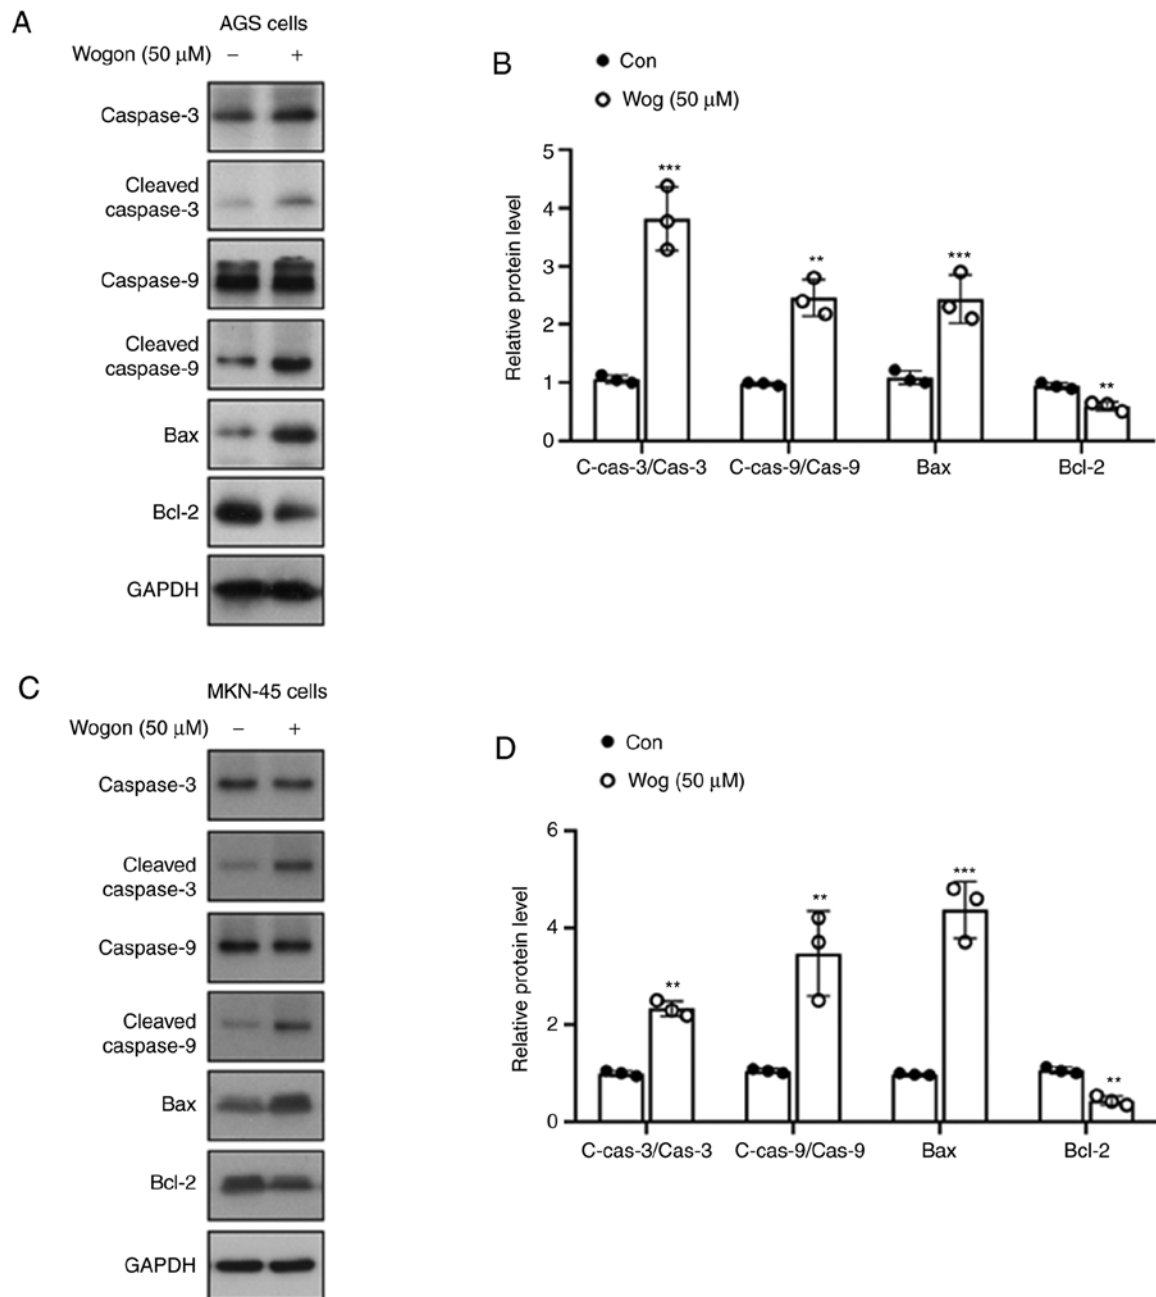 A
AGS cells
Wogon (50 μM) – +
Caspase-3
Cleaved
caspase-3
Caspase-9
Cleaved
caspase-9
Bax
Bcl-2
GAPDH
B
Con
Wog (50 μM)
Relative protein level
5
4
3
2
1
0
***
**
***
**
C-cas-3/Cas-3 C-cas-9/Cas-9 Bax Bcl-2
C
MKN-45 cells
Wogon (50 μM) – +
Caspase-3
Cleaved
caspase-3
Caspase-9
Cleaved
caspase-9
Bax
Bcl-2
GAPDH
D
Con
Wog (50 μM)
Relative protein level
6
4
2
0
**
**
***
**
C-cas-3/Cas-3 C-cas-9/Cas-9 Bax Bcl-2